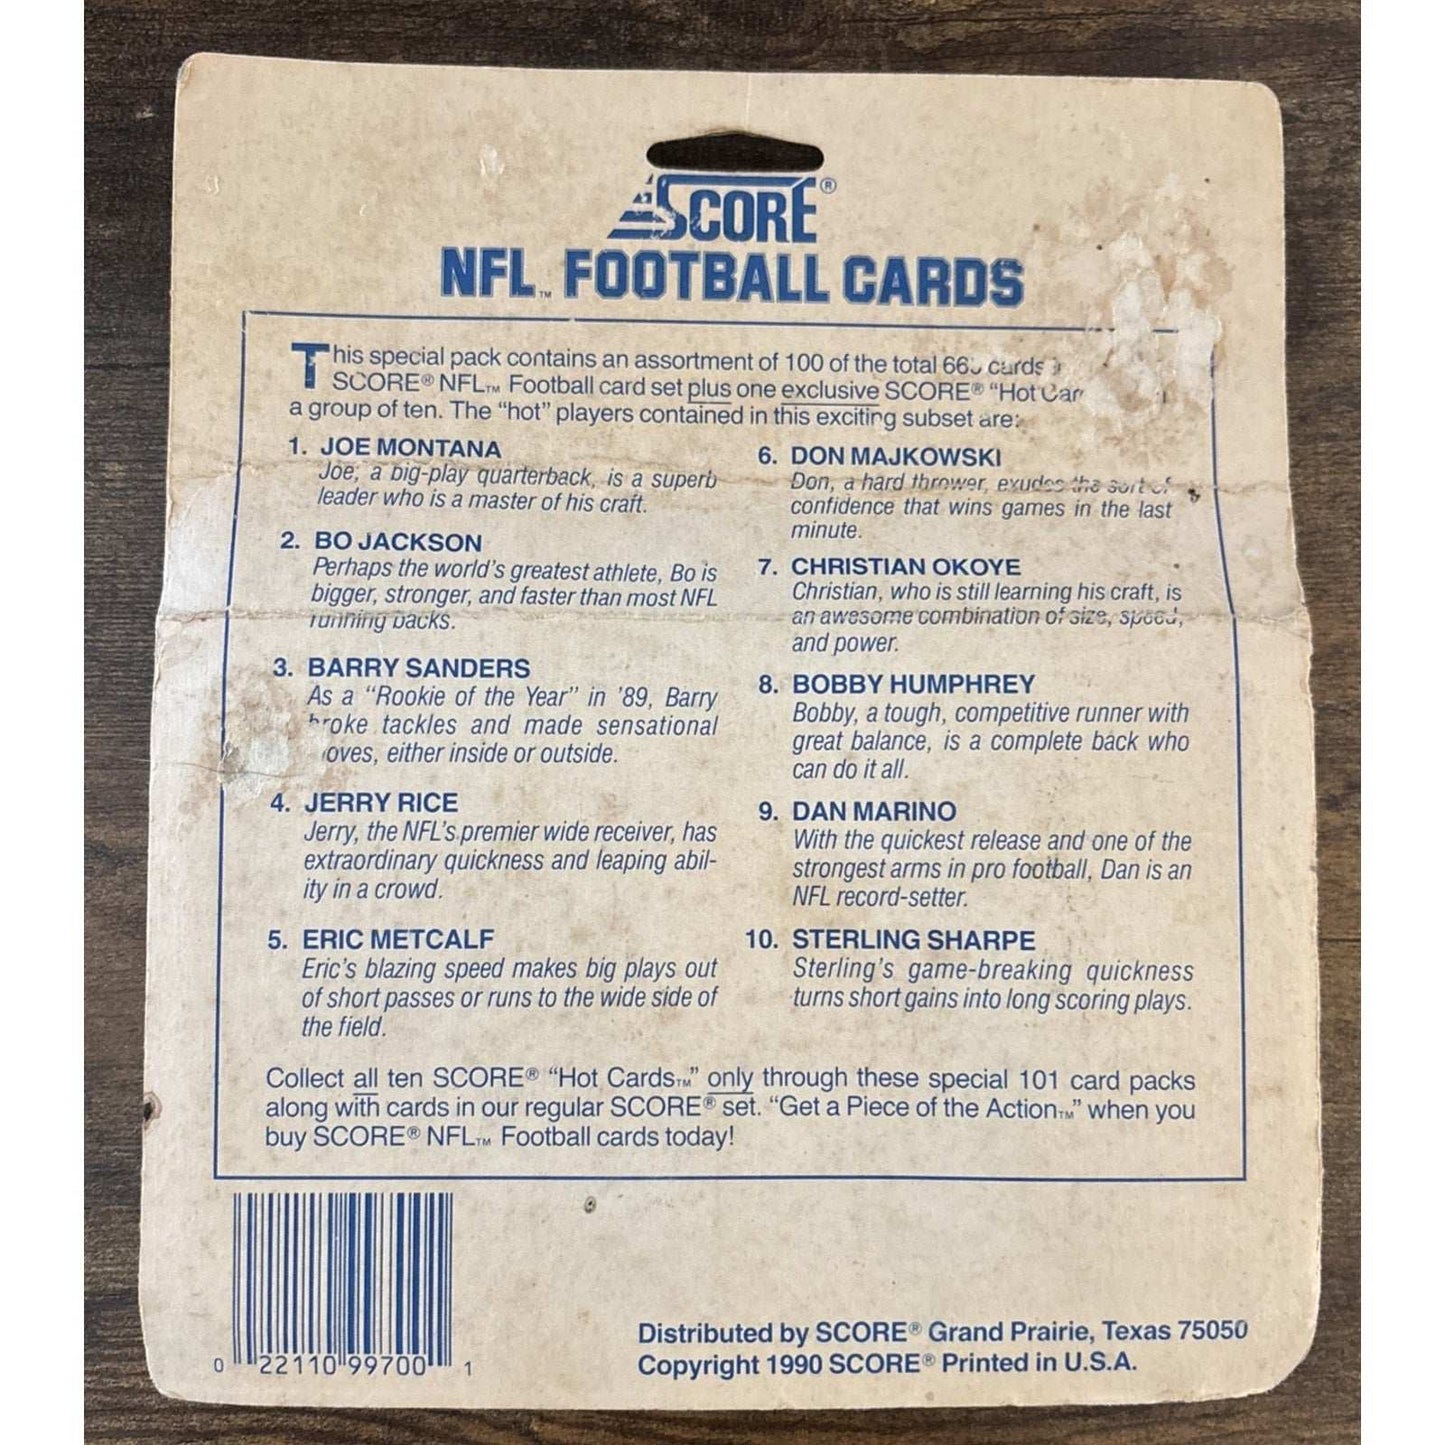 SCORE®
NFL™ FOOTBALL CARDS
This special pack contains an assortment of 100 of the total cards
SCORE® NFL™ Football card set plus one exclusive SCORE® "Hot
a group of ten. The "hot" players contained in this exciting subset are:
1. JOE MONTANA
Joe, a big-play quarterback, is a superb
leader who is a master of his craft.
2. BO JACKSON
Perhaps the world's greatest athlete, Bo is
bigger, stronger, and faster than most NFL
running backs.
3. BARRY SANDERS
As a "Rookie of the Year" in '89, Barry
broke tackles and made sensational
oves, either inside or outside.
4. JERRY RICE
Jerry, the NFL's premier wide receiver, has
extraordinary quickness and leaping abil-
ity in a crowd.
5. ERIC METCALF
Eric's blazing speed makes big plays out
of short passes or runs to the wide side of
the field.
6. DON MAJKOWSKI
Don, a hard thrower, exudes the sort of
confidence that wins games in the last
minute.
7. CHRISTIAN OKOYE
Christian, who is still learning his craft, is
an awesome combination of size, speed,
and power.
8. BOBBY HUMPHREY
Bobby, a tough, competitive runner with
great balance, is a complete back who
can do it all.
9. DAN MARINO
With the quickest release and one of the
strongest arms in pro football, Dan is an
NFL record-setter.
10. STERLING SHARPE
Sterling's game-breaking quickness
turns short gains into long scoring plays.
Collect all ten SCORE® "Hot Cards™" only through these special 101 card packs
along with cards in our regular SCORE® set. "Get a Piece of the Action™" when you
buy SCORE® NFL™ Football cards today!
0 22110 99700 1
Distributed by SCORE® Grand Prairie, Texas 75050
Copyright 1990 SCORE® Printed in U.S.A.